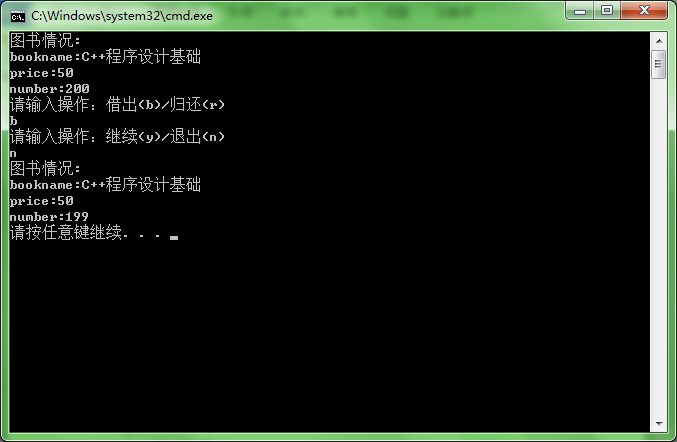 C:\Windows\system32\cmd.exe
图书情况:
bookname:C++程序设计基础
price:50
number:200
请输入操作: 借出(b)/归还(r)
b
请输入操作: 继续(y)/退出(n)
n
图书情况:
bookname:C++程序设计基础
price:50
number:199
请按任意键继续. . .